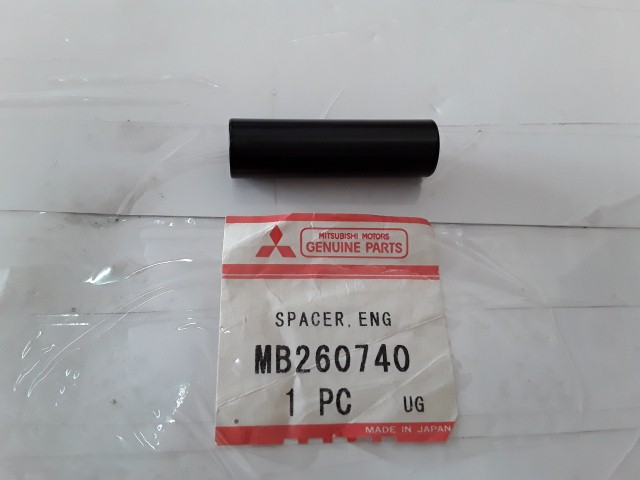 MITSUBISHI MOTORS
GENUINE PARTS
SPACER, ENG
MB260740
1 PC UG
MADE IN JAPAN